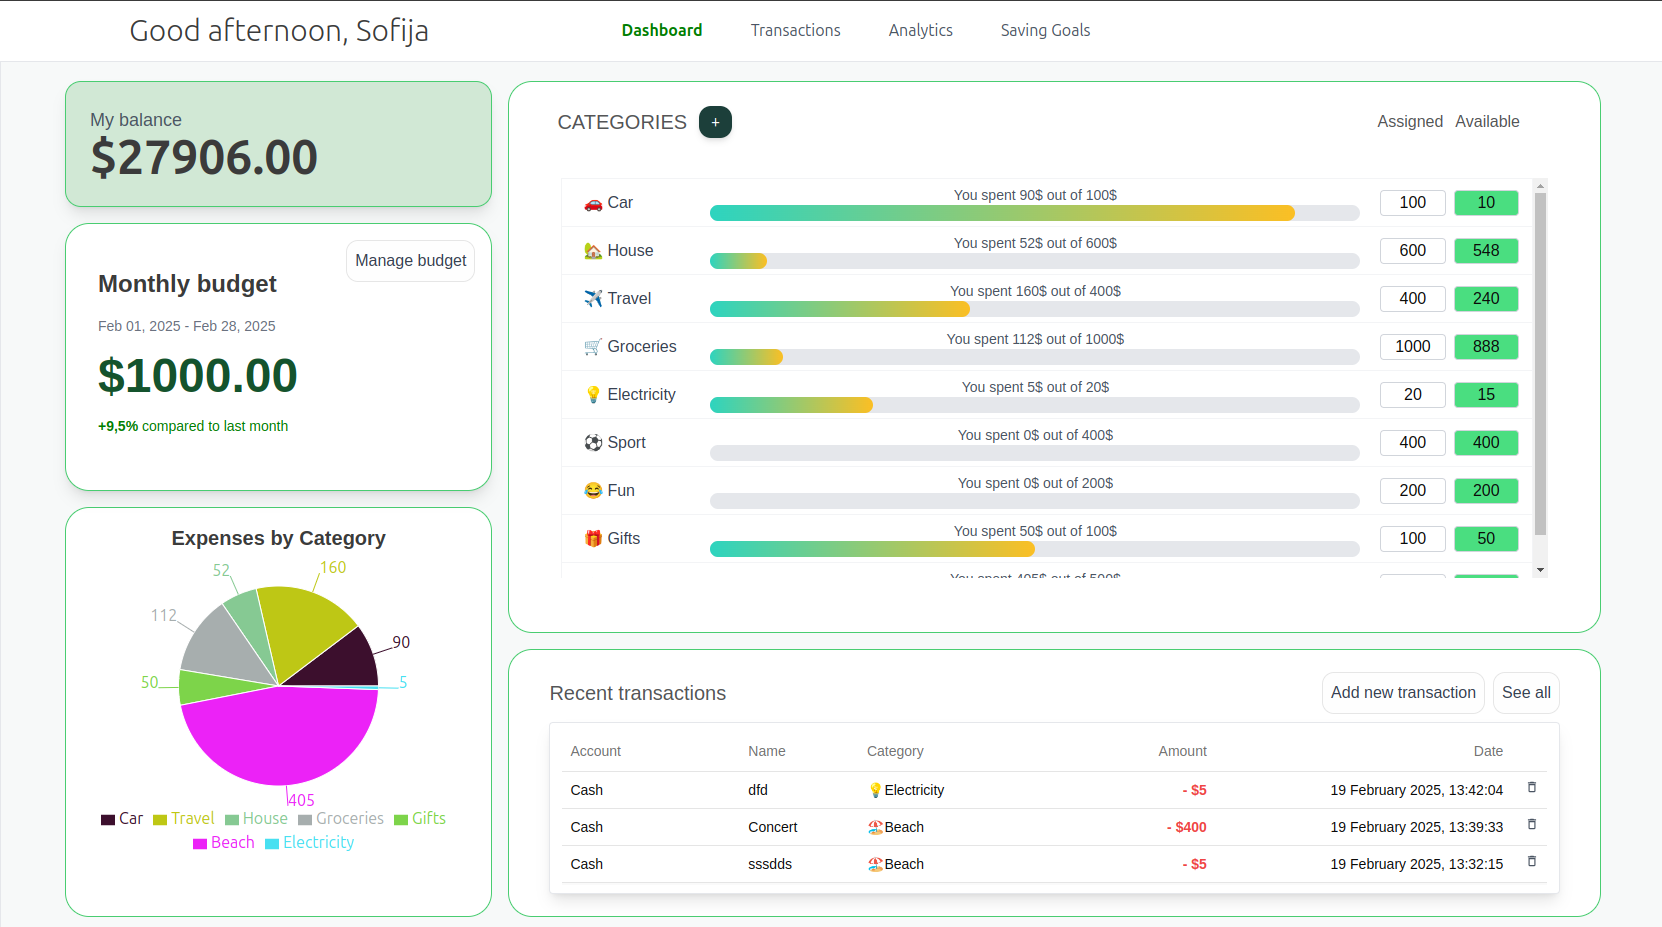 Good afternoon, Sofija
Dashboard Transactions Analytics Saving Goals
My balance
$27906.00
Manage budget
Monthly budget
Feb 01, 2025 - Feb 28, 2025
$1000.00
+9,5% compared to last month
Expenses by Category
52
160
112
90
50
5
405
Car Travel House Groceries Gifts
Beach Electricity
CATEGORIES + Assigned Available
🚗 Car You spent 90$ out of 100$ 100 10
🏡 House You spent 52$ out of 600$ 600 548
✈️ Travel You spent 160$ out of 400$ 400 240
🛒 Groceries You spent 112$ out of 1000$ 1000 888
💡 Electricity You spent 5$ out of 20$ 20 15
⚽ Sport You spent 0$ out of 400$ 400 400
😂 Fun You spent 0$ out of 200$ 200 200
🎁 Gifts You spent 50$ out of 100$ 100 50
You spent 405$ out of 500$
Recent transactions Add new transaction See all
Account Name Category Amount Date
Cash dfd 💡Electricity - $5 19 February 2025, 13:42:04
Cash Concert 🏖️Beach - $400 19 February 2025, 13:39:33
Cash sssdds 🏖️Beach - $5 19 February 2025, 13:32:15